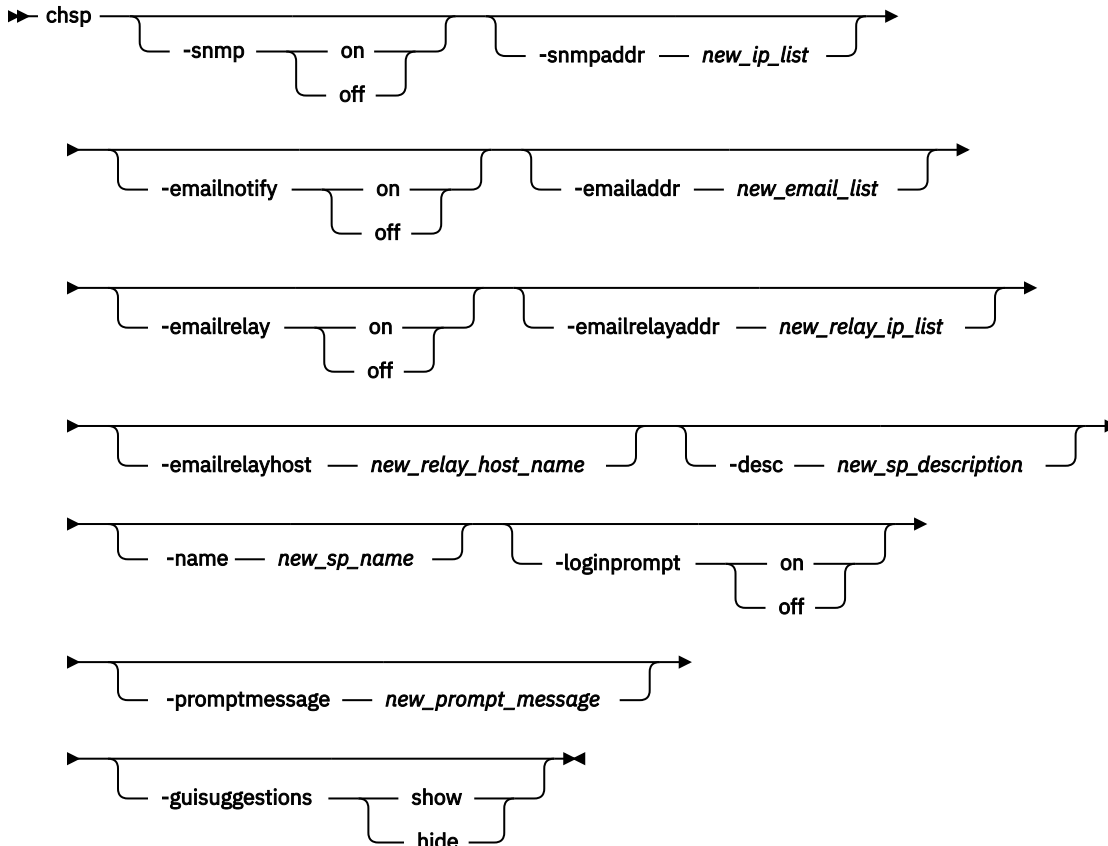 chsp
-snmp on -snmpaddr new_ip_list
off
-emailnotify on -emailaddr new_email_list
off
-emailrelay on -emailrelayaddr new_relay_ip_list
off
-emailrelayhost new_relay_host_name -desc new_sp_description
-name new_sp_name -loginprompt on
off
-promptmessage new_prompt_message
-guisuggestions show
hide